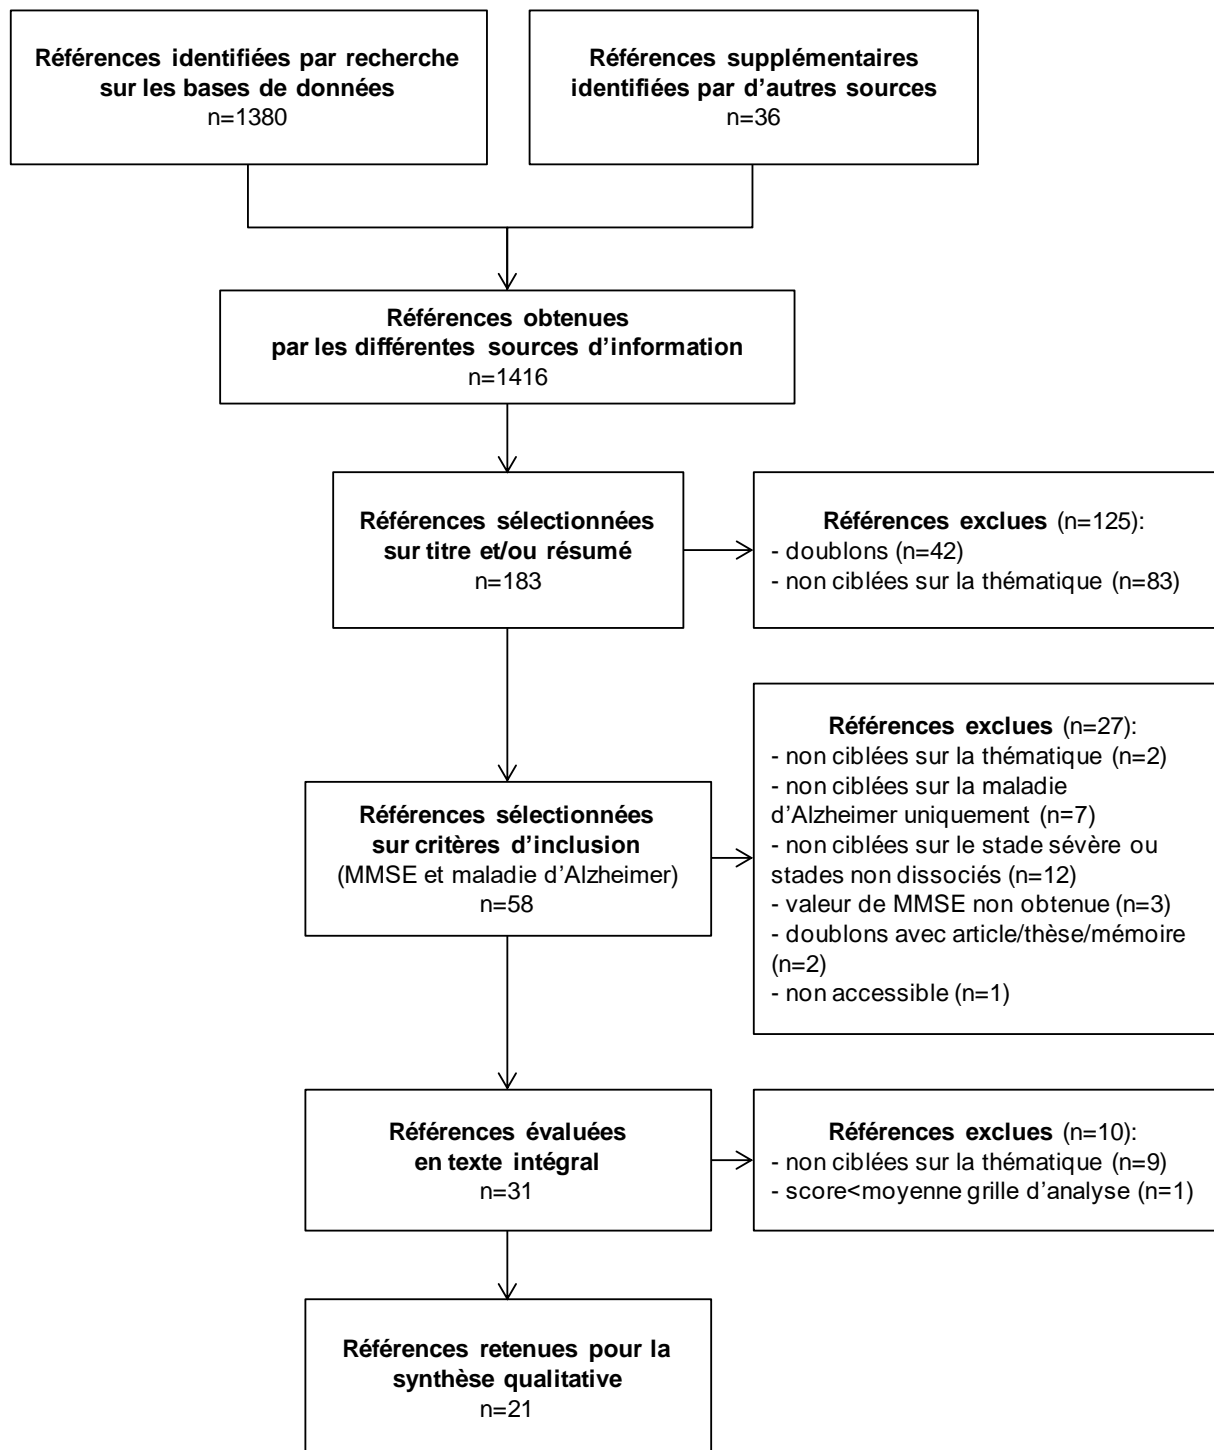 Références identifiées par recherche
sur les bases de données
n=1380
Références supplémentaires
identifiées par d’autres sources
n=36
Références obtenues
par les différentes sources d’information
n=1416
Références sélectionnées
sur titre et/ou résumé
n=183
Références exclues (n=125):
- doublons (n=42)
- non ciblées sur la thématique (n=83)
Références sélectionnées
sur critères d’inclusion
(MMSE et maladie d’Alzheimer)
n=58
Références exclues (n=27):
- non ciblées sur la thématique (n=2)
- non ciblées sur la maladie
d’Alzheimer uniquement (n=7)
- non ciblées sur le stade sévère ou
stades non dissociés (n=12)
- valeur de MMSE non obtenue (n=3)
- doublons avec article/thèse/mémoire
(n=2)
- non accessible (n=1)
Références évaluées
en texte intégral
n=31
Références exclues (n=10):
- non ciblées sur la thématique (n=9)
- score<moyenne grille d’analyse (n=1)
Références retenues pour la
synthèse qualitative
n=21